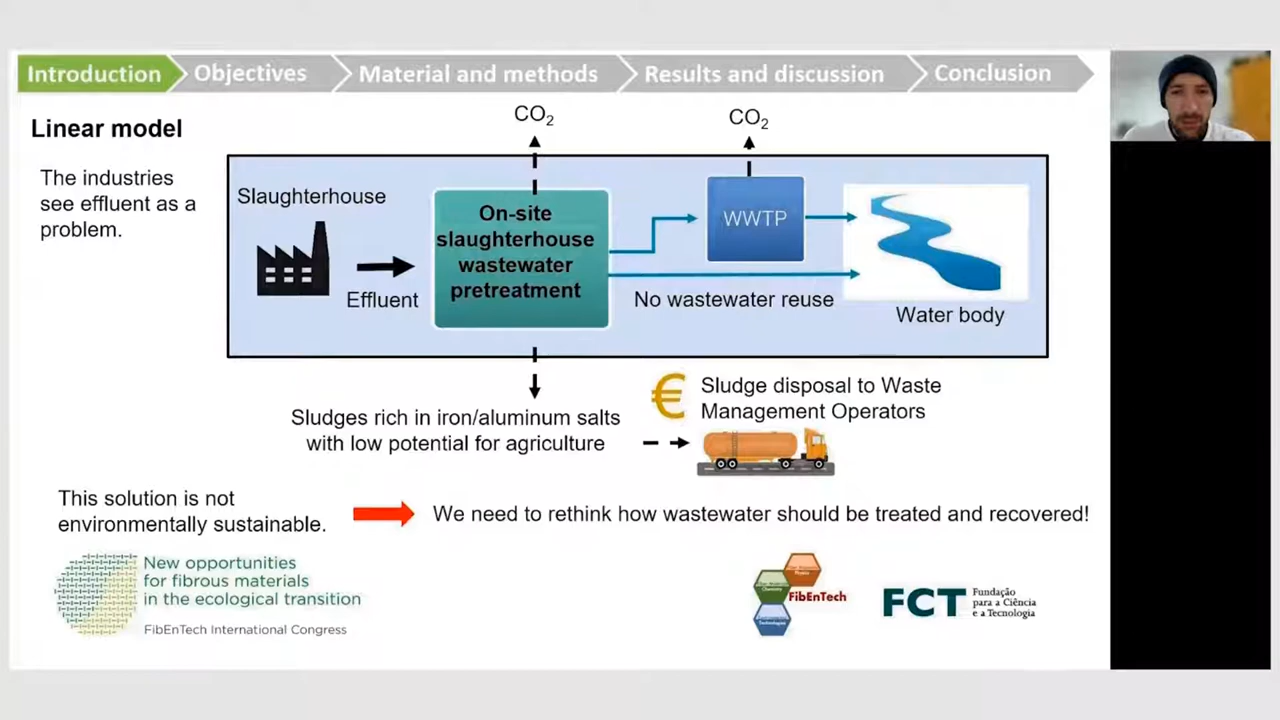 Introduction
Objectives
Material and methods
Results and discussion
Conclusion
Linear model
The industries
see effluent as a
problem.
CO₂
CO₂
Slaughterhouse
Effluent
On-site
slaughterhouse
wastewater
pretreatment
WWTP
No wastewater reuse
Water body
Sludges rich in iron/aluminum salts
with low potential for agriculture
€
Sludge disposal to Waste
Management Operators
This solution is not
environmentally sustainable.
We need to rethink how wastewater should be treated and recovered!
New opportunities
for fibrous materials
in the ecological transition
FibEnTech International Congress
FibEnTech
FCT
Fundação
para a Ciência
e a Tecnologia